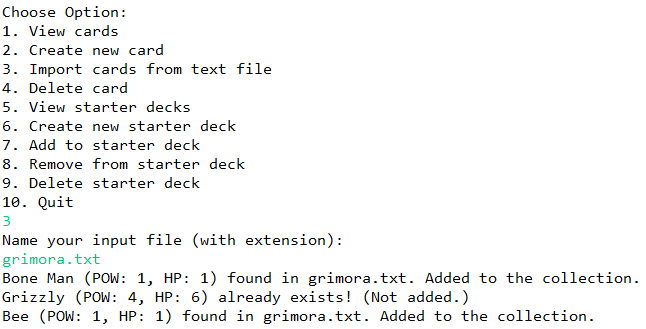 Choose Option:
1. View cards
2. Create new card
3. Import cards from text file
4. Delete card
5. View starter decks
6. Create new starter deck
7. Add to starter deck
8. Remove from starter deck
9. Delete starter deck
10. Quit
3
Name your input file (with extension):
grimora.txt
Bone Man (POW: 1, HP: 1) found in grimora.txt. Added to the collection.
Grizzly (POW: 4, HP: 6) already exists! (Not added.)
Bee (POW: 1, HP: 1) found in grimora.txt. Added to the collection.